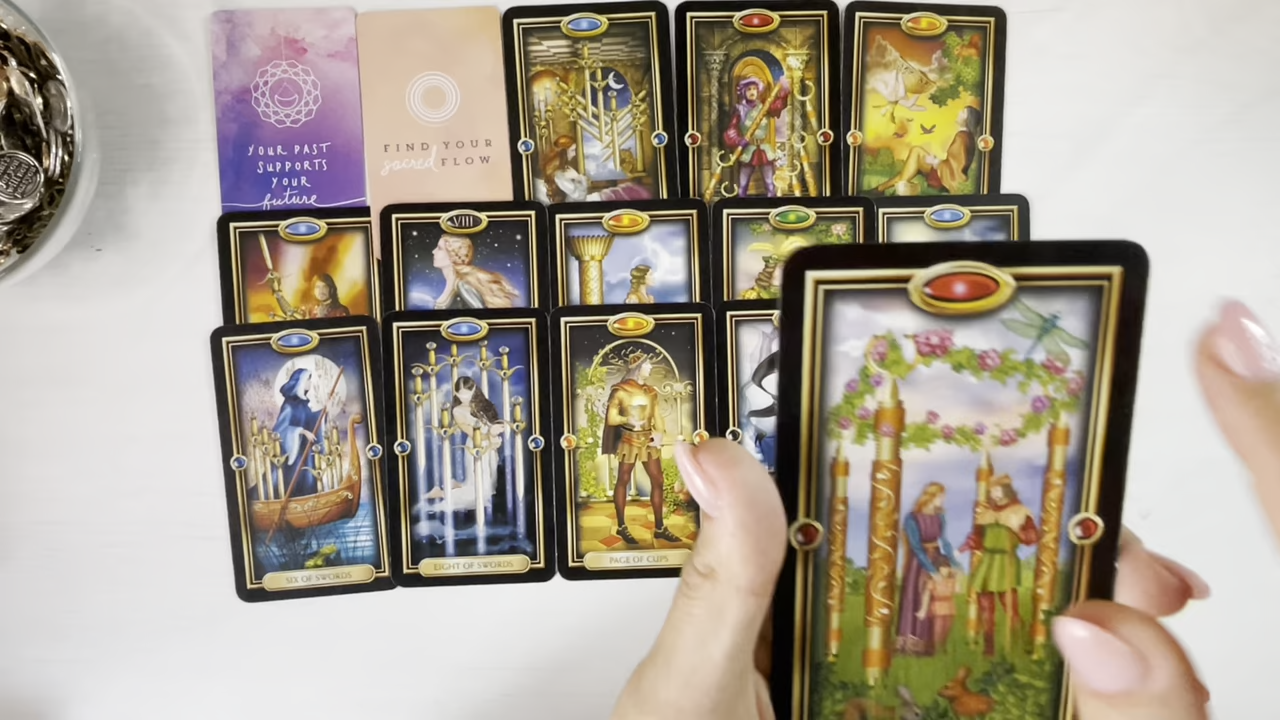 YOUR PAST
SUPPORTS
YOUR
future
FIND YOUR
sacred FLOW
VIII
SIX OF SWORDS
EIGHT OF SWORDS
PAGE OF CUPS